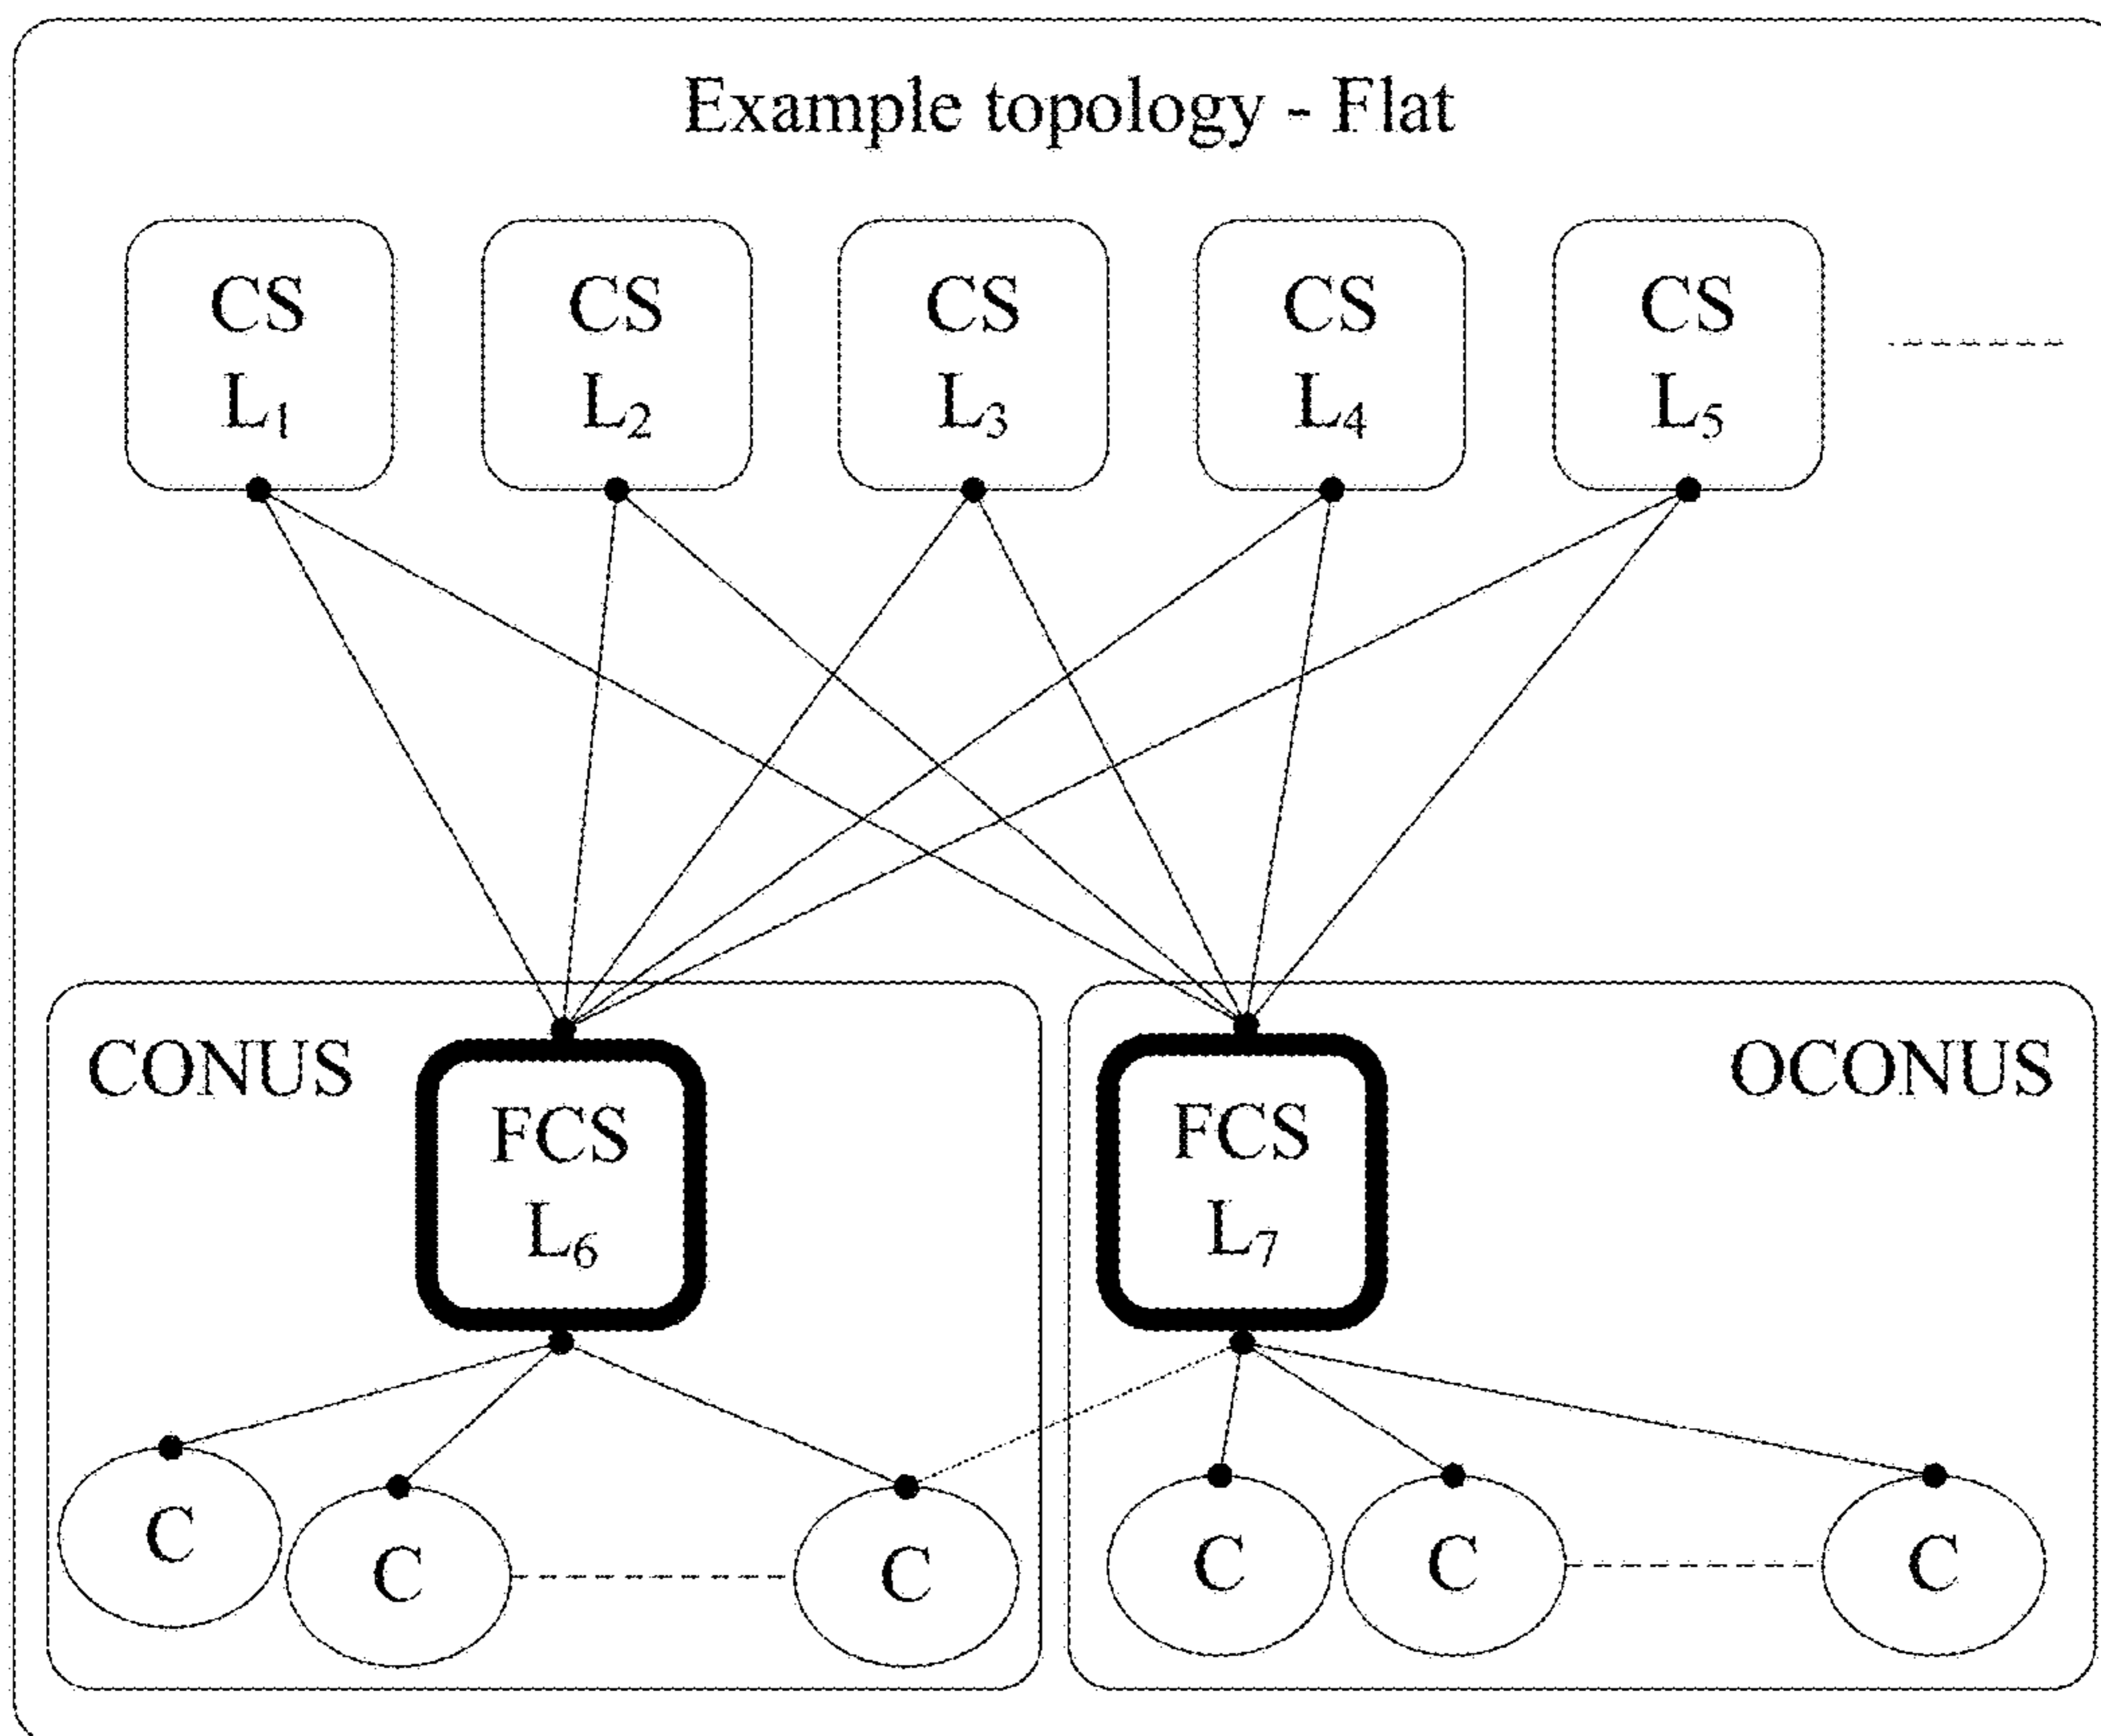 Example topology - Flat
CS
L₁
CS
L₂
CS
L₃
CS
L₄
CS
L₅
CONUS
FCS
L₆
C
C
C
OCONUS
FCS
L₇
C
C
C